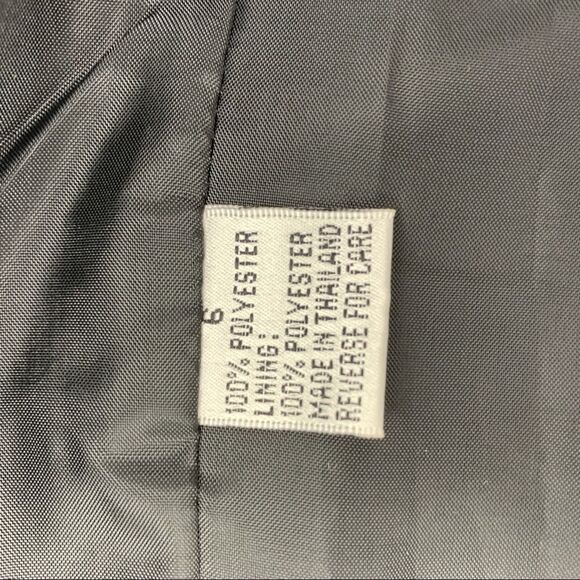 6
100% POLYESTER
LINING:
100% POLYESTER
MADE IN THAILAND
REVERSE FOR CARE